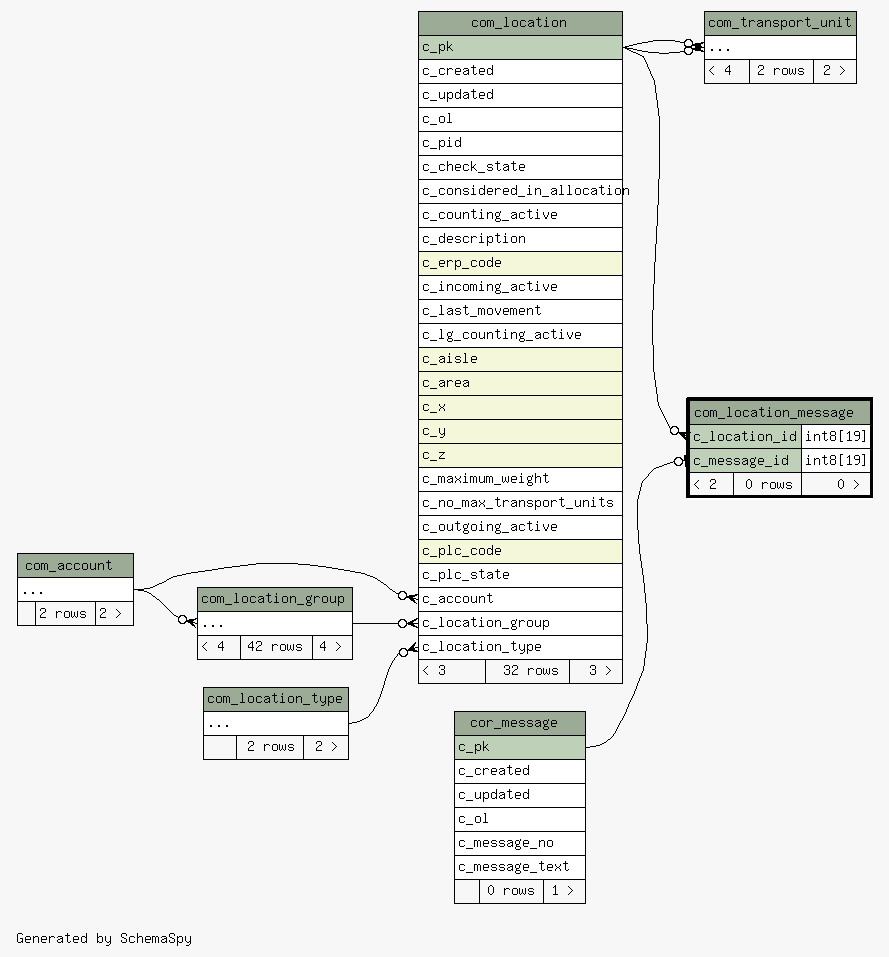 com_location
c_pk
c_created
c_updated
c_ol
c_pid
c_check_state
c_considered_in_allocation
c_counting_active
c_description
c_erp_code
c_incoming_active
c_last_movement
c_lg_counting_active
c_aisle
c_area
c_x
c_y
c_z
c_maximum_weight
c_no_max_transport_units
c_outgoing_active
c_plc_code
c_plc_state
c_account
c_location_group
c_location_type
< 3 32 rows 3 >
com_transport_unit
...
< 4 2 rows 2 >
com_location_message
c_location_id int8[19]
c_message_id int8[19]
< 2 0 rows 0 >
com_account
...
2 rows 2 >
com_location_group
...
< 4 42 rows 4 >
com_location_type
...
2 rows 2 >
cor_message
c_pk
c_created
c_updated
c_ol
c_message_no
c_message_text
0 rows 1 >
Generated by SchemaSpy